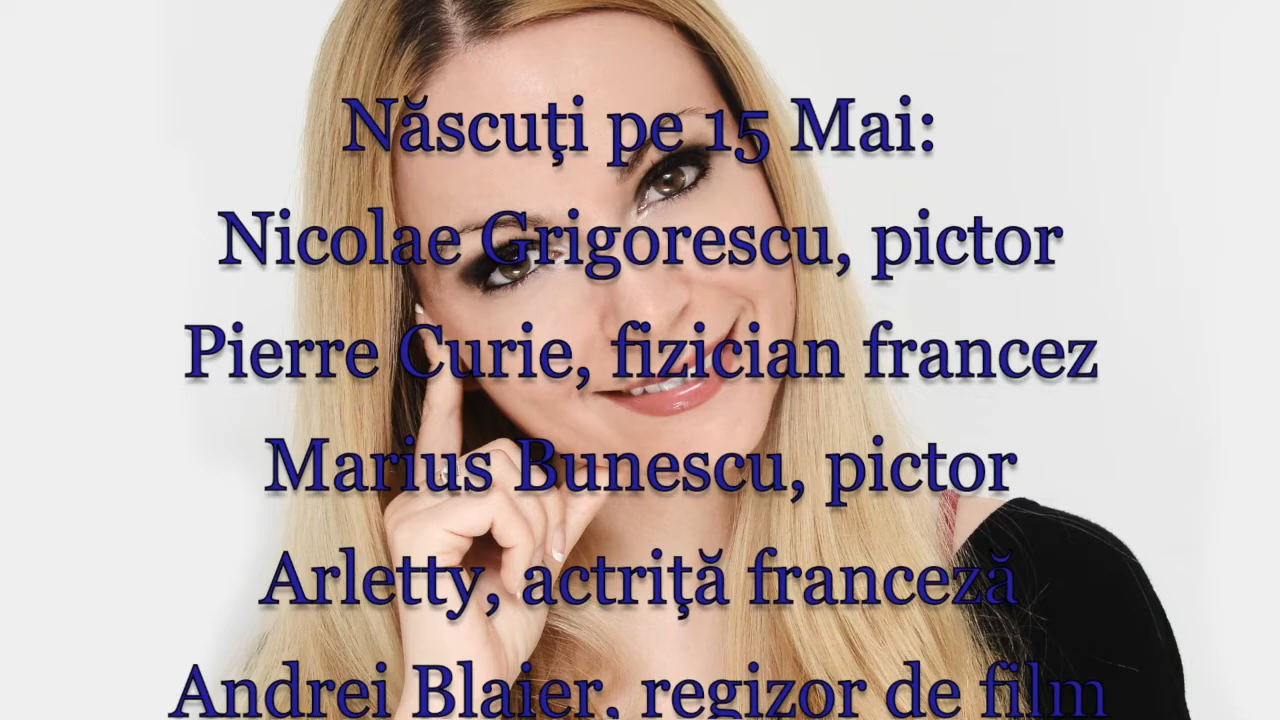 Născuți pe 15 Mai:
Nicolae Grigorescu, pictor
Pierre Curie, fizician francez
Marius Bunescu, pictor
Arletty, actriță franceză
Andrei Blaier, regizor de film